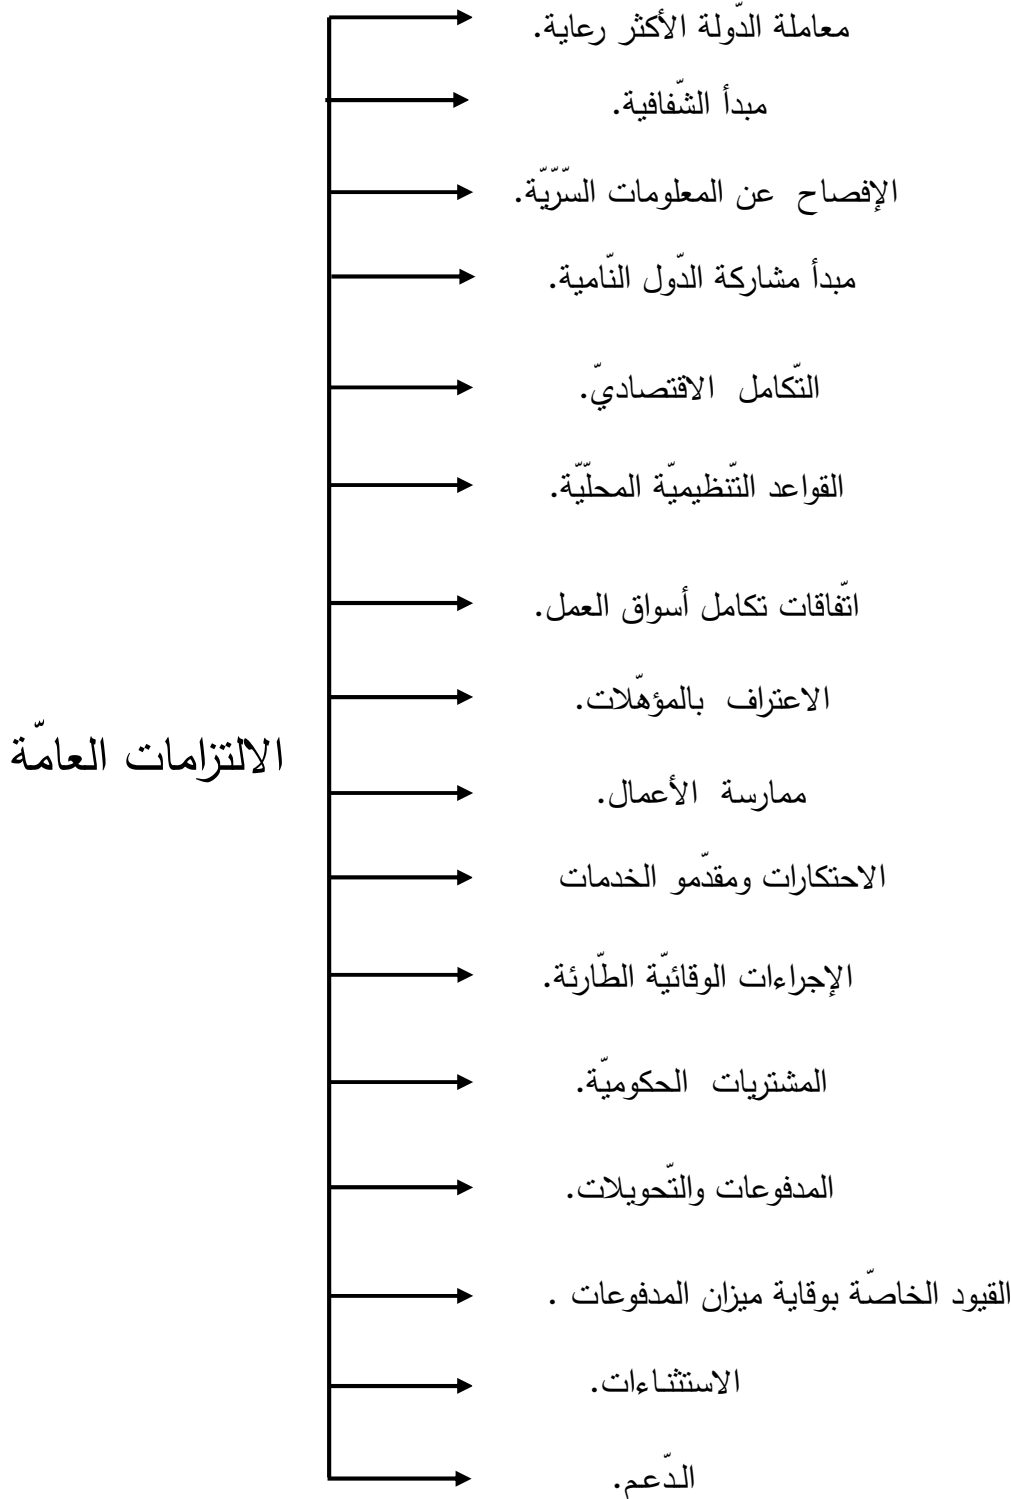 معاملة الدّولة الأكثر رعاية.
مبدأ الشّفافية.
الإفصاح عن المعلومات السّرّيّة.
مبدأ مشاركة الدّول النّامية.
التّكامل الاقتصاديّ.
القواعد التّنظيميّة المحلّيّة.
اتّفاقات تكامل أسواق العمل.
الاعتراف بالمؤهّلات.
الالتزامات العامّة
ممارسة الأعمال.
الاحتكارات ومقدّمو الخدمات
الإجراءات الوقائيّة الطّارئة.
المشتريات الحكوميّة.
المدفوعات والتّحويلات.
القيود الخاصّة بوقاية ميزان المدفوعات .
الاستثناءات.
الدّعم.